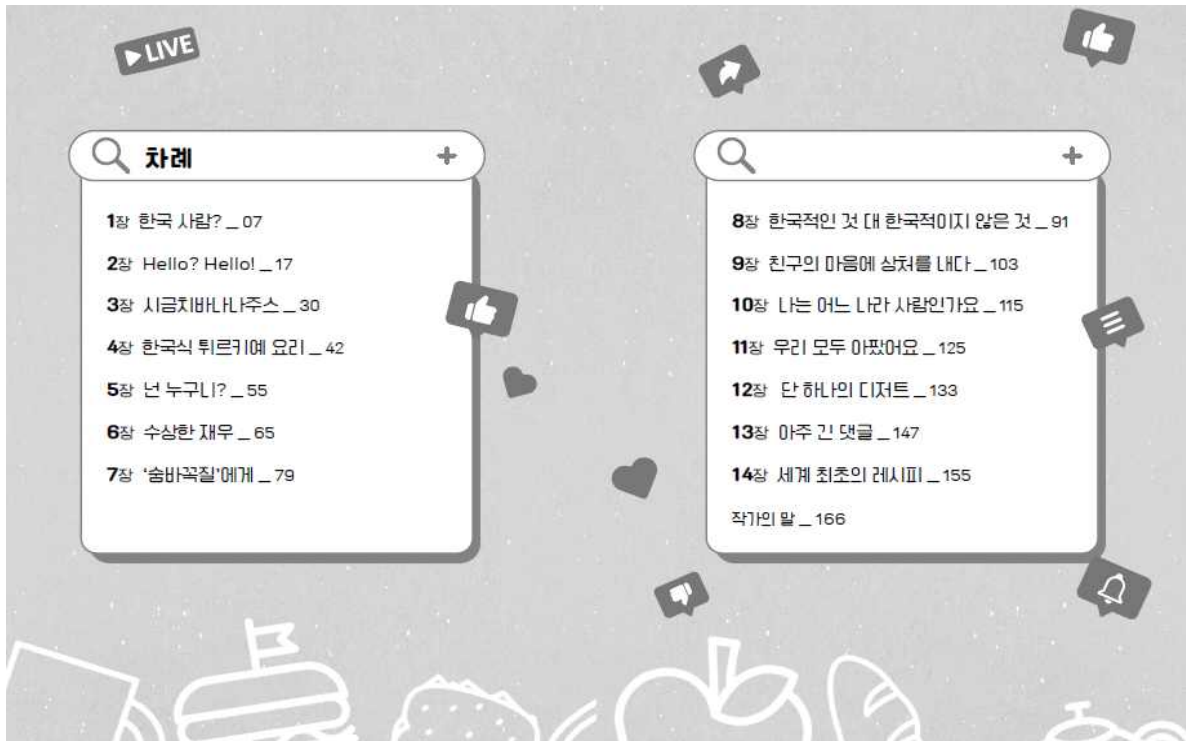 LIVE
차례
1장 한국 사람? _ 07
2장 Hello? Hello! _ 17
3장 시금치바나나주스 _ 30
4장 한국식 튀르키예 요리 _ 42
5장 넌 누구니? _ 55
6장 수상한 재우 _ 65
7장 ‘숨바꼭질’에게 _ 79
8장 한국적인 것 대 한국적이지 않은 것 _ 91
9장 친구의 마음에 상처를 내다 _ 103
10장 나는 어느 나라 사람인가요 _ 115
11장 우리 모두 아팠어요 _ 125
12장 단 하나의 디저트 _ 133
13장 아주 긴 댓글 _ 147
14장 세계 최초의 레시피 _ 155
작가의 말 _ 166